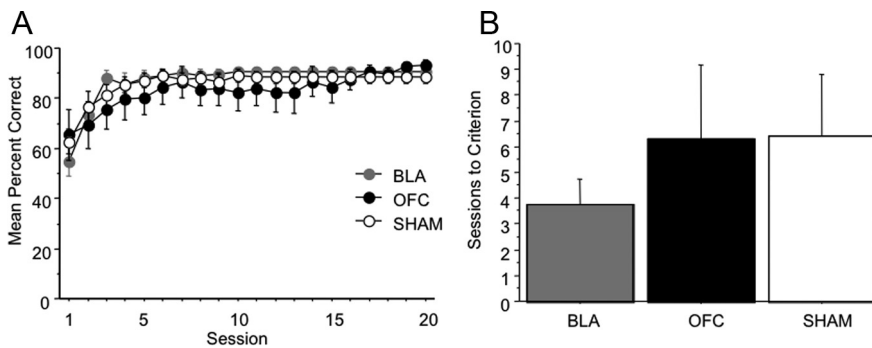 A
Mean Percent Correct
100
80
60
40
20
0
1
5
10
15
20
Session
BLA
OFC
SHAM
B
Sessions to Criterion
10
9
8
7
6
5
4
3
2
1
0
BLA
OFC
SHAM